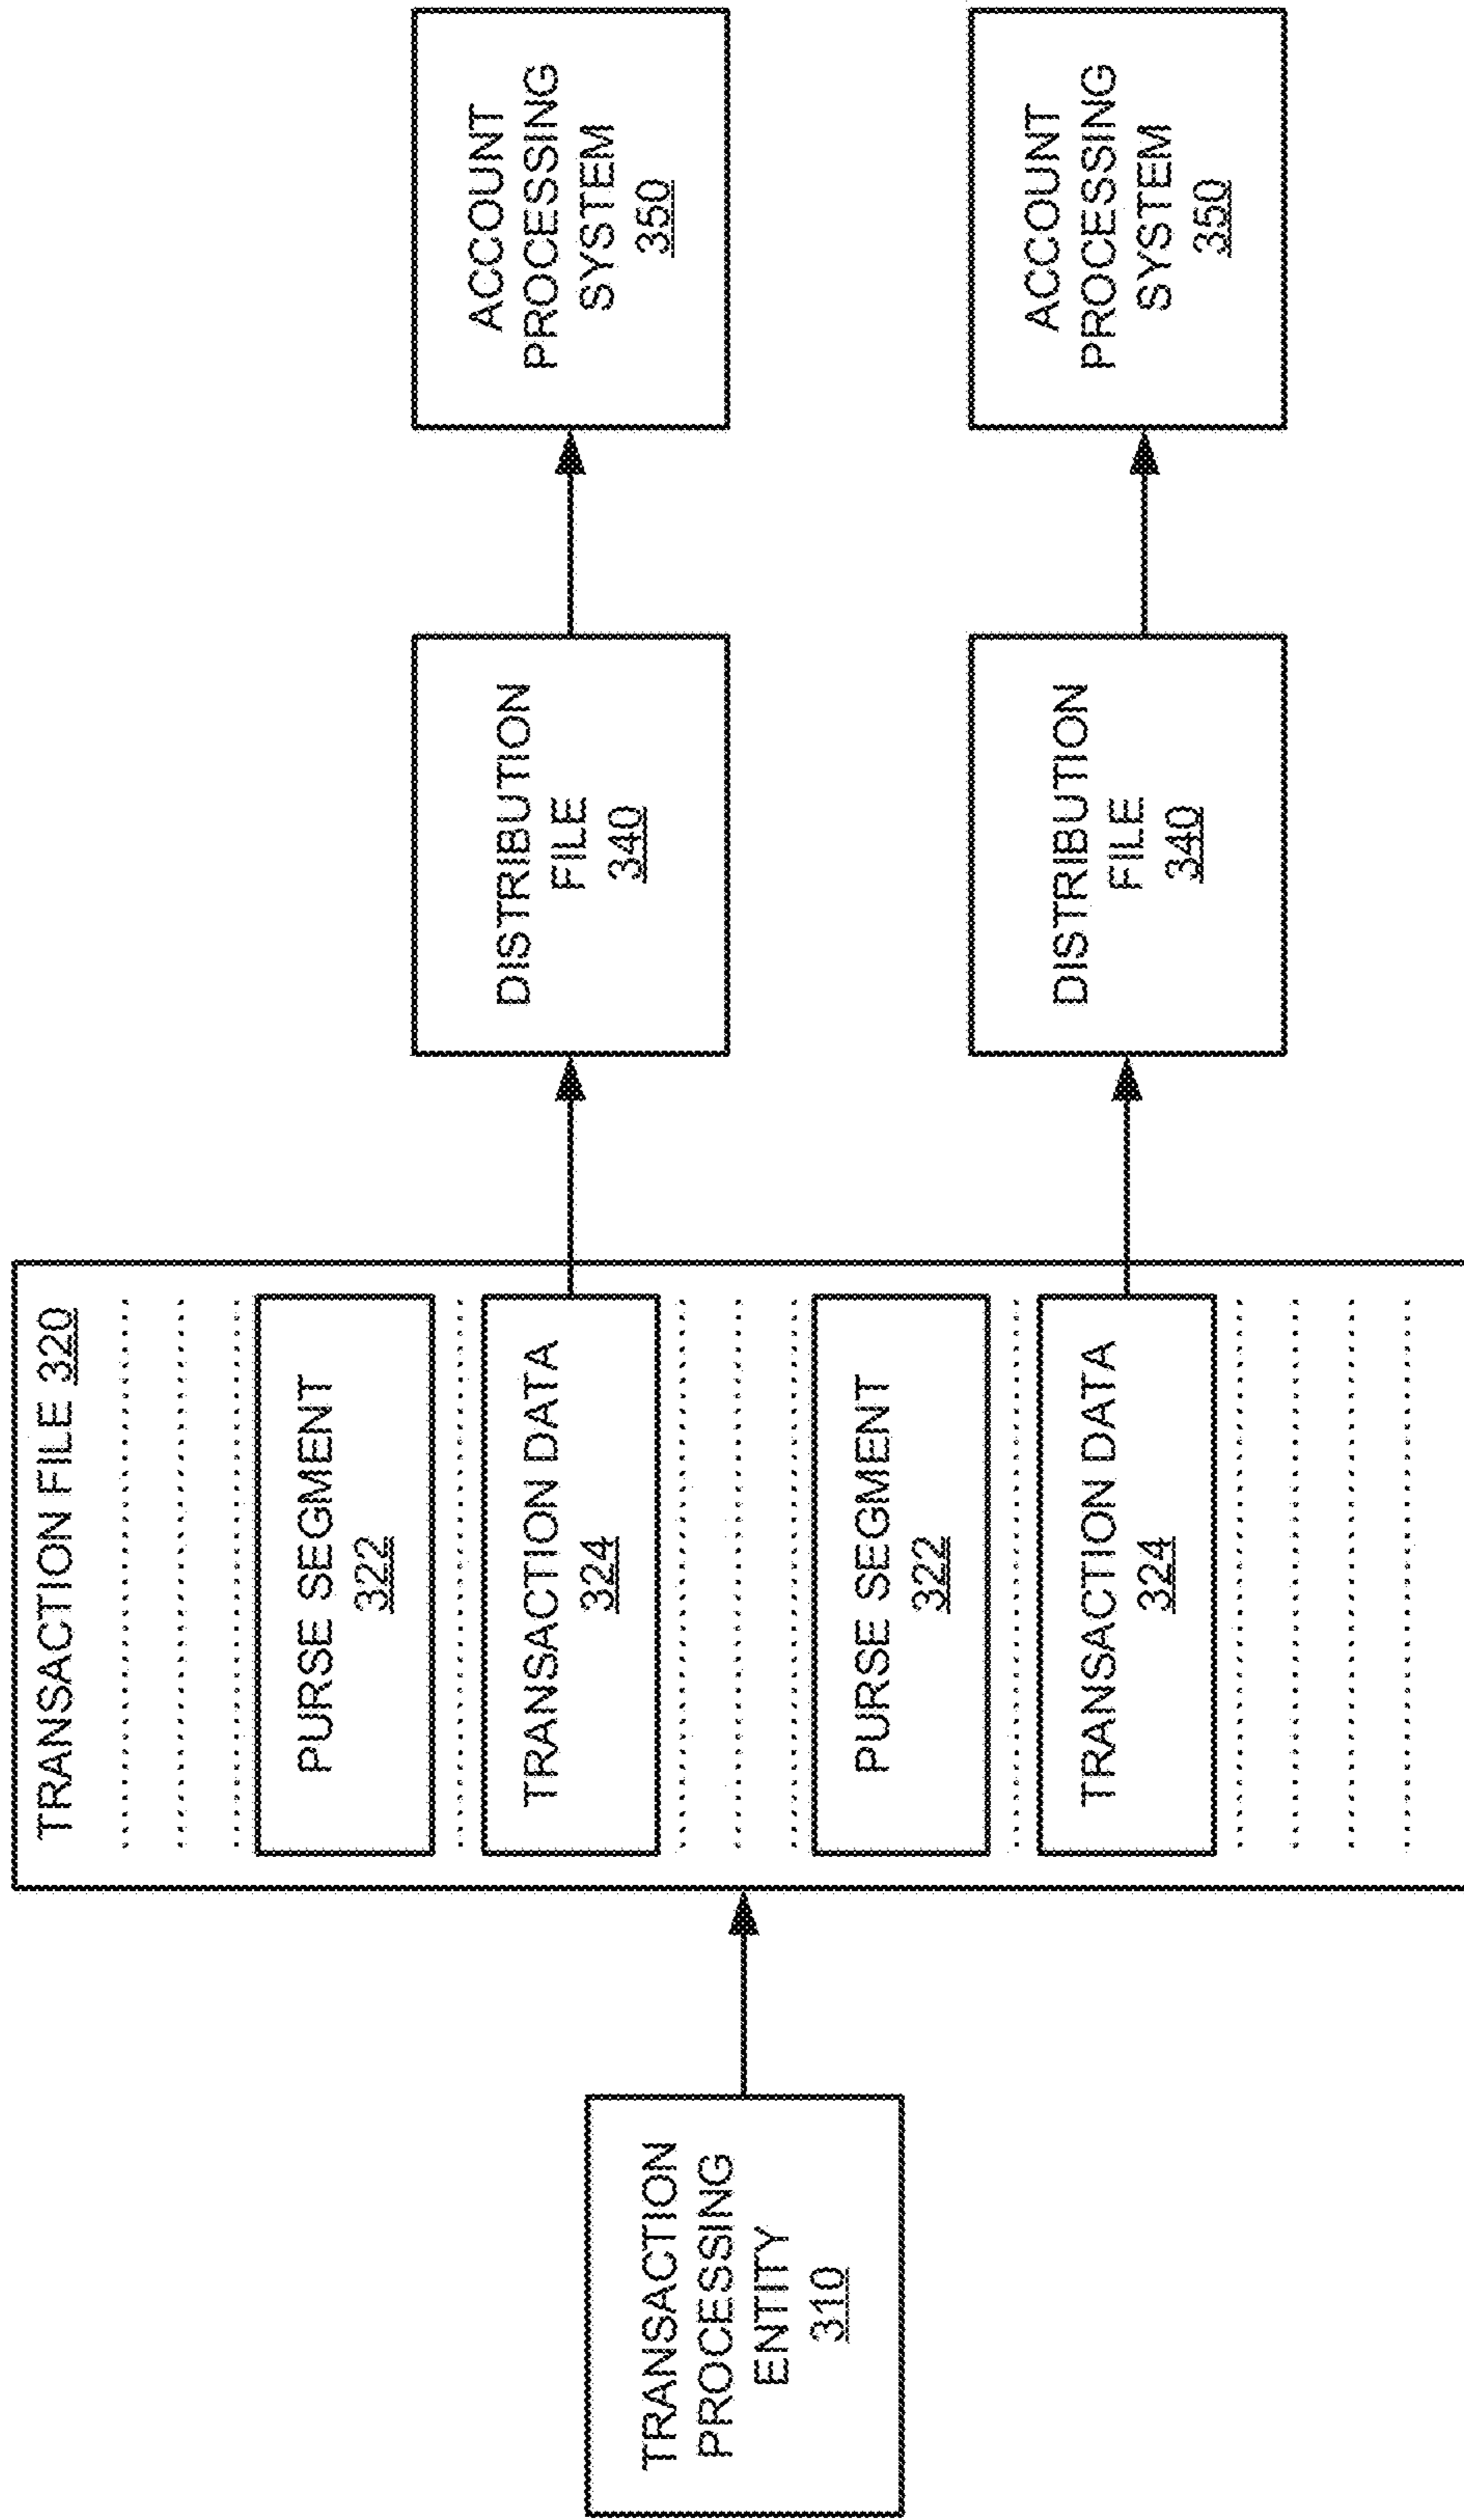 TRANSACTION
PROCESSING
ENTITY
310
TRANSACTION FILE 320
PURSE SEGMENT
322
TRANSACTION DATA
324
PURSE SEGMENT
322
TRANSACTION DATA
324
DISTRIBUTION
FILE
340
DISTRIBUTION
FILE
340
ACCOUNT
PROCESSING
SYSTEM
350
ACCOUNT
PROCESSING
SYSTEM
350